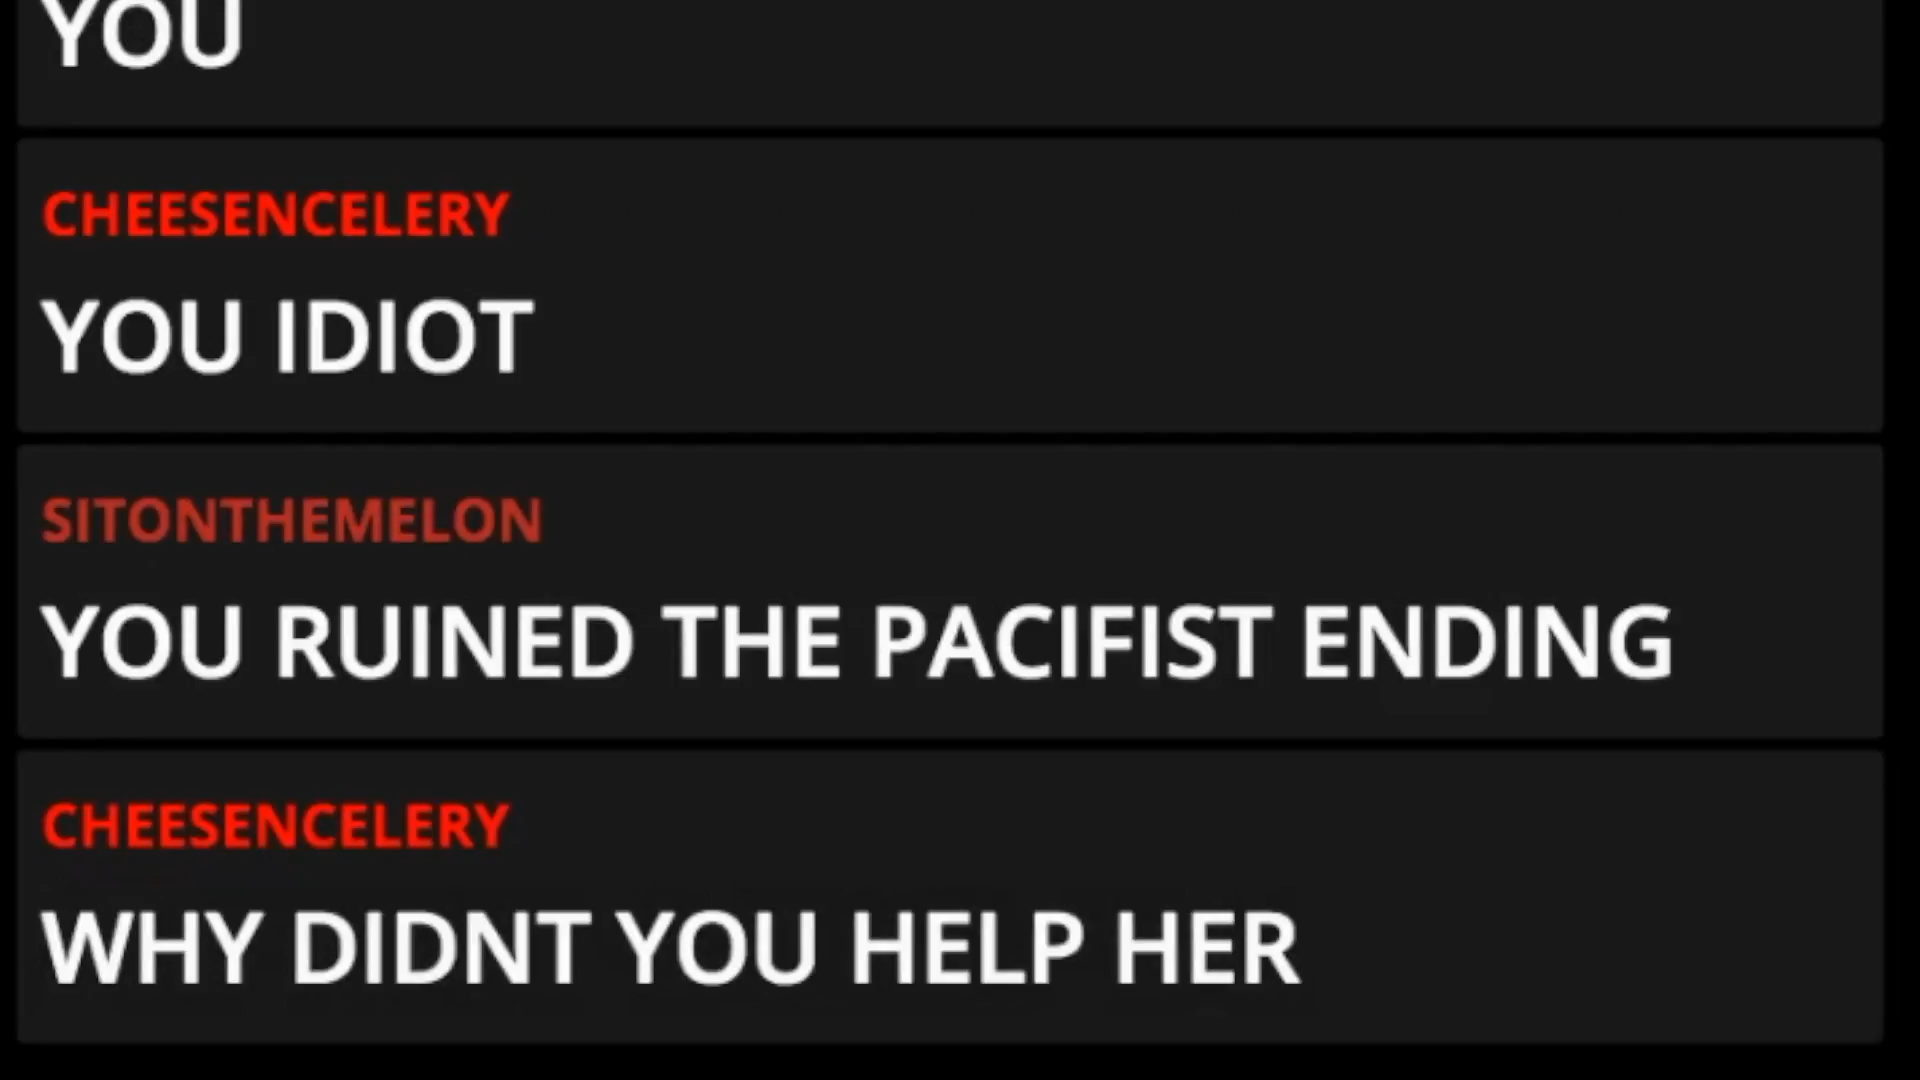 YOU
CHEESENCELERY
YOU IDIOT
SITONTHEMELON
YOU RUINED THE PACIFIST ENDING
CHEESENCELERY
WHY DIDNT YOU HELP HER